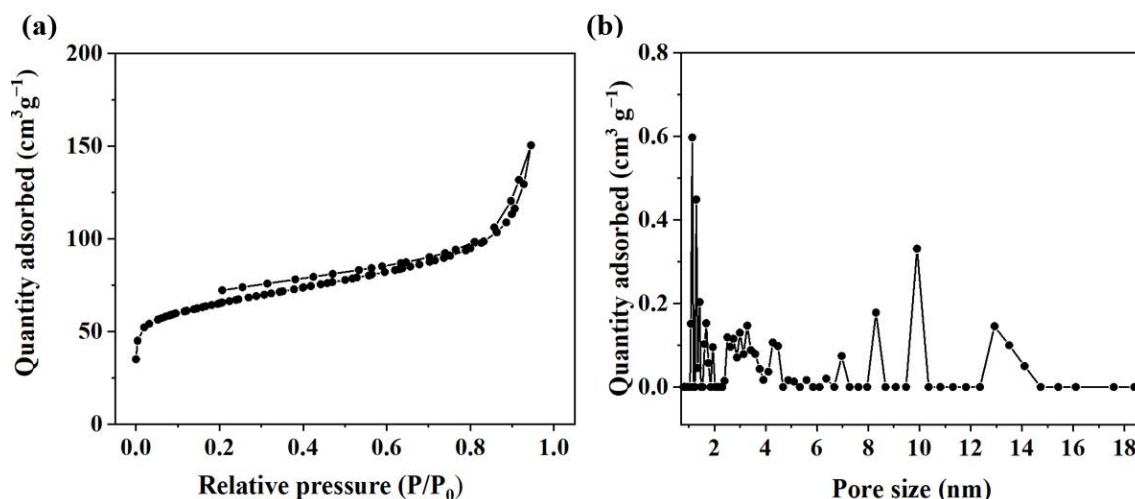 (a)
200
150
100
50
0
Quantity adsorbed (cm³g⁻¹)
0.0 0.2 0.4 0.6 0.8 1.0
Relative pressure (P/P₀)
(b)
0.8
0.6
0.4
0.2
0.0
Quantity adsorbed (cm³ g⁻¹)
2 4 6 8 10 12 14 16 18
Pore size (nm)